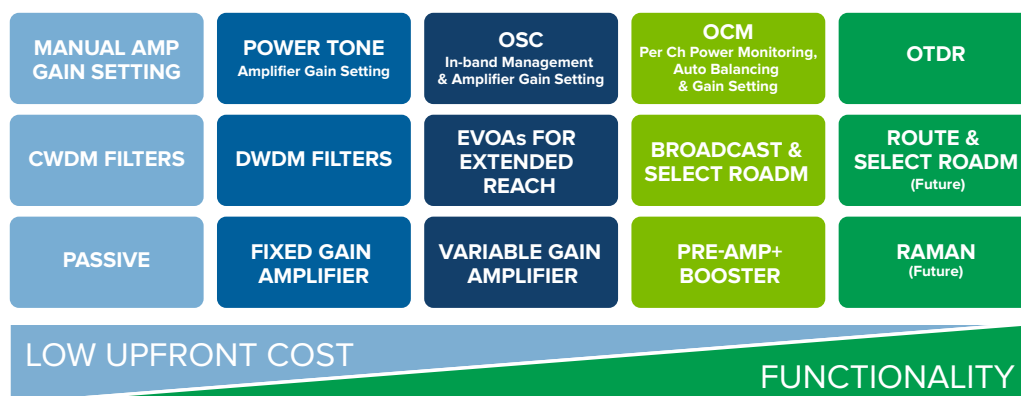 MANUAL AMP
GAIN SETTING
POWER TONE
Amplifier Gain Setting
OSC
In-band Management
& Amplifier Gain Setting
OCM
Per Ch Power Monitoring,
Auto Balancing
& Gain Setting
OTDR
CWDM FILTERS
DWDM FILTERS
EVOAs FOR
EXTENDED
REACH
BROADCAST &
SELECT ROADM
ROUTE &
SELECT ROADM
(Future)
PASSIVE
FIXED GAIN
AMPLIFIER
VARIABLE GAIN
AMPLIFIER
PRE-AMP+
BOOSTER
RAMAN
(Future)
LOW UPFRONT COST
FUNCTIONALITY